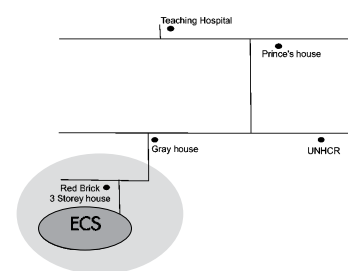 Teaching Hospital
Prince's house
Gray house
UNHCR
Red Brick
3 Storey house
ECS